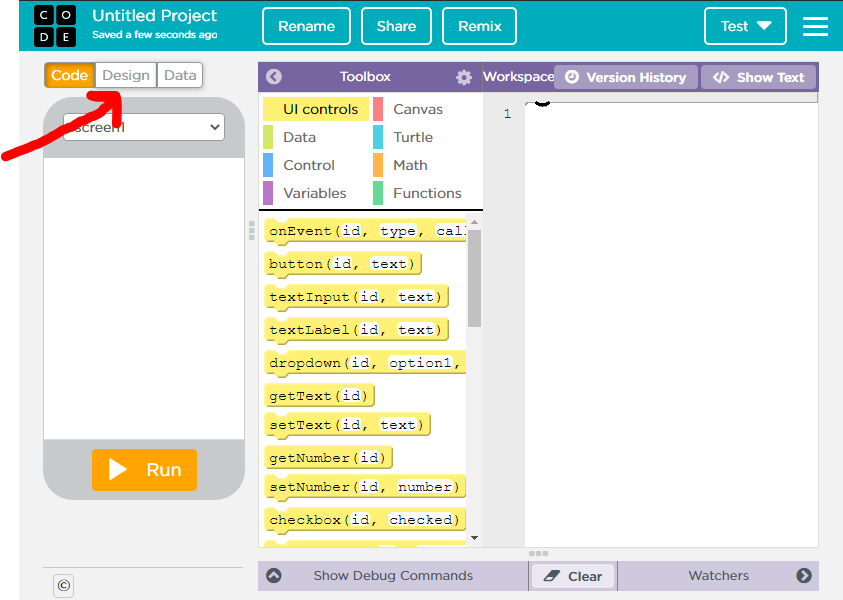 CO
DE
Untitled Project
Saved a few seconds ago
Rename
Share
Remix
Test
Code
Design
Data
screen1
Run
©
Toolbox
UI controls
Canvas
Data
Turtle
Control
Math
Variables
Functions
onEvent(id, type, call
button(id, text)
textInput(id, text)
textLabel(id, text)
dropdown(id, option1,
getText(id)
setText(id, text)
getNumber(id)
setNumber(id, number)
checkbox(id, checked)
Workspace
Version History
Show Text
1
Show Debug Commands
Clear
Watchers